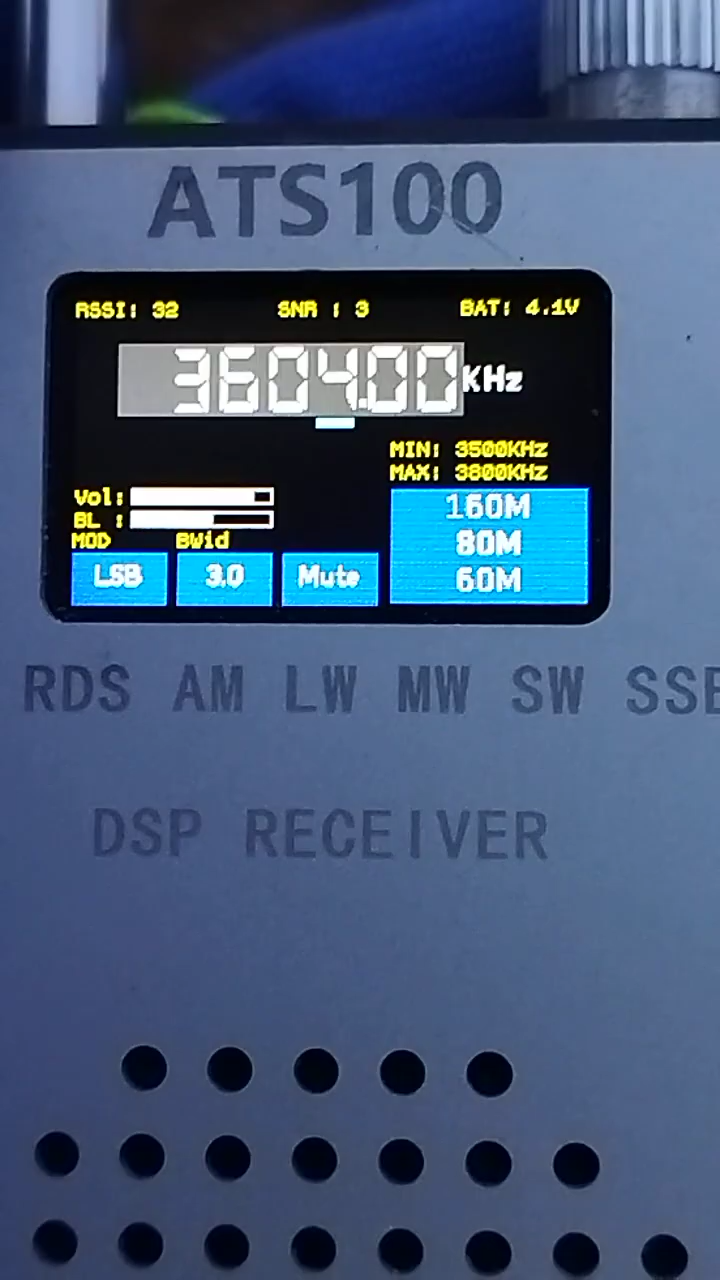 ATS100
RSSI: 32 SNR : 3 BAT: 4.1V
3604.00 KHz
MIN: 3500KHz
MAX: 3800KHz
Vol:
BL :
MOD BWid
LSB 3.0 Mute
160M
80M
60M
RDS AM LW MW SW SSB
DSP RECEIVER